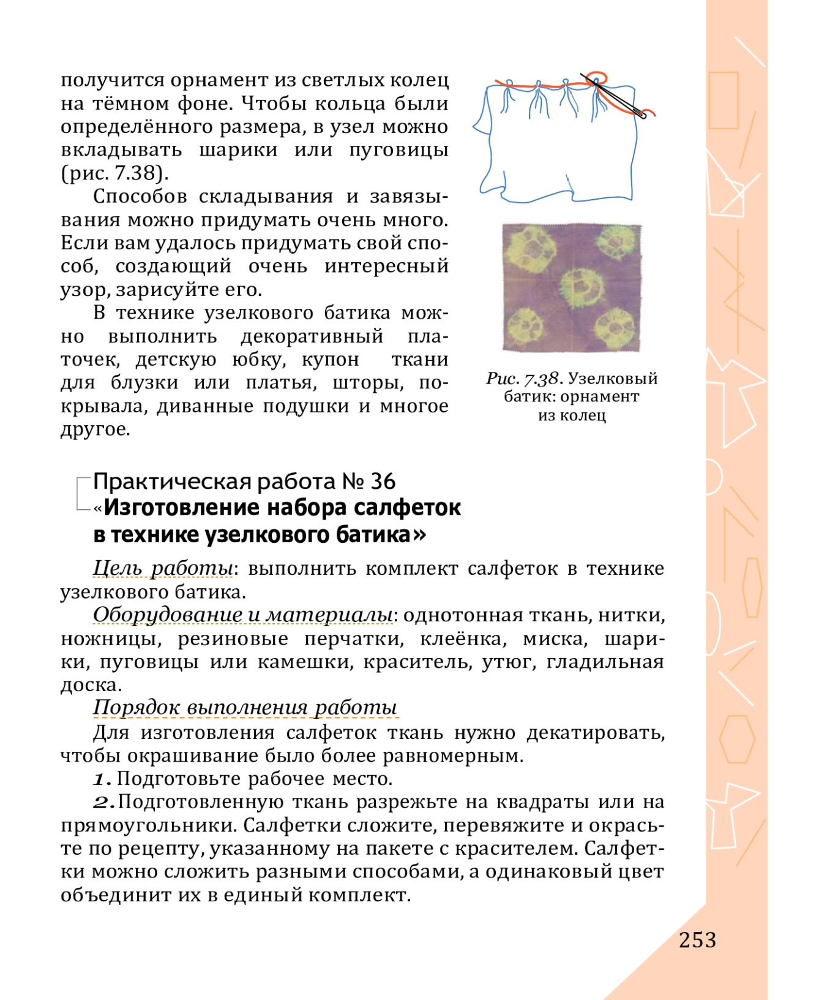 получится орнамент из светлых колец
на тёмном фоне. Чтобы кольца были
определённого размера, в узел можно
вкладывать шарики или пуговицы
(рис. 7.38).
Способов складывания и завязы-
вания можно придумать очень много.
Если вам удалось придумать свой спо-
соб, создающий очень интересный
узор, зарисуйте его.
В технике узелкового батика мож-
но выполнить декоративный пла-
точек, детскую юбку, купон ткани
для блузки или платья, шторы, по-
крывала, диванные подушки и многое
другое.
Рис. 7.38. Узелковый
батик: орнамент
из колец
Практическая работа № 36
«Изготовление набора салфеток
в технике узелкового батика»
Цель работы: выполнить комплект салфеток в технике
узелкового батика.
Оборудование и материалы: однотонная ткань, нитки,
ножницы, резиновые перчатки, клеёнка, миска, шари-
ки, пуговицы или камешки, краситель, утюг, гладильная
доска.
Порядок выполнения работы
Для изготовления салфеток ткань нужно декатировать,
чтобы окрашивание было более равномерным.
1. Подготовьте рабочее место.
2. Подготовленную ткань разрежьте на квадраты или на
прямоугольники. Салфетки сложите, перевяжите и окрась-
те по рецепту, указанному на пакете с красителем. Салфет-
ки можно сложить разными способами, а одинаковый цвет
объединит их в единый комплект.
253